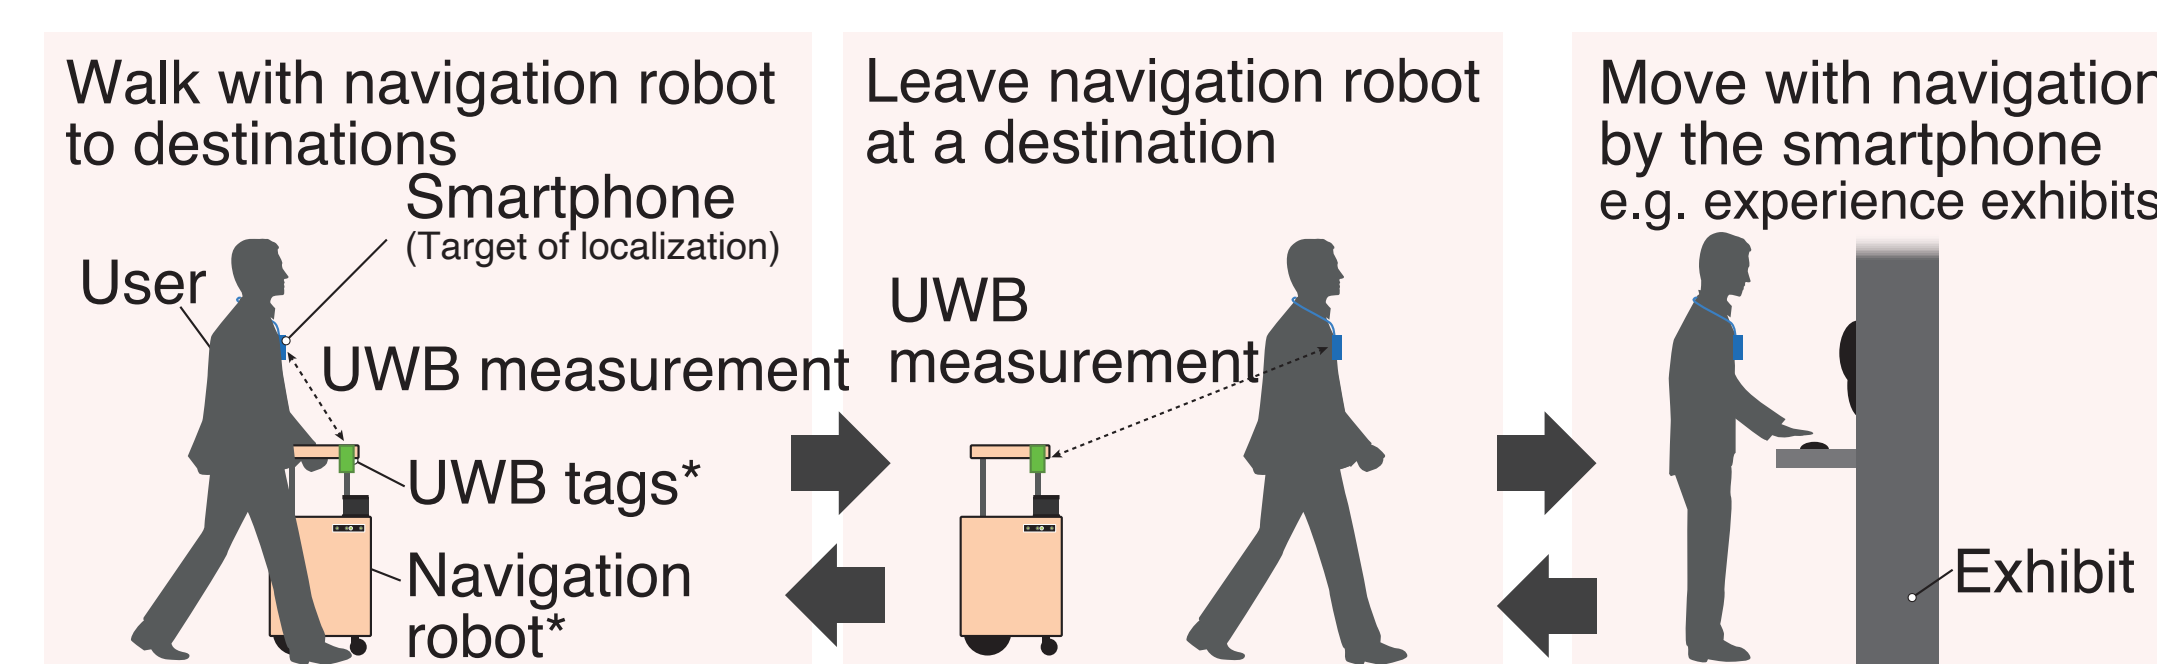 Walk with navigation robot
to destinations
Smartphone
(Target of localization)
User
UWB measurement
UWB tags*
Navigation
robot*
Leave navigation robot
at a destination
UWB
measurement
Move with navigation
by the smartphone
e.g. experience exhibits
Exhibit